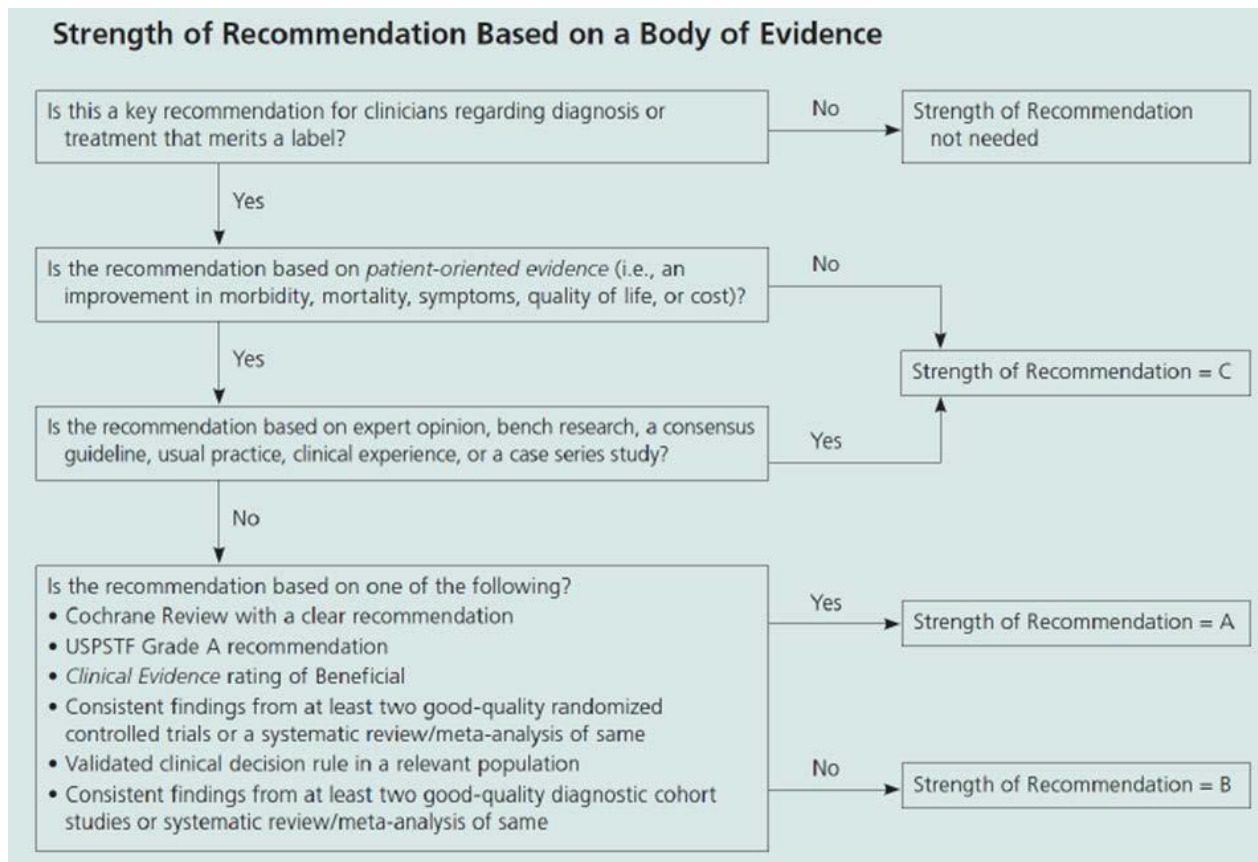 Strength of Recommendation Based on a Body of Evidence
Is this a key recommendation for clinicians regarding diagnosis or
treatment that merits a label?
No
Strength of Recommendation
not needed
Yes
Is the recommendation based on patient-oriented evidence (i.e., an
improvement in morbidity, mortality, symptoms, quality of life, or cost)?
No
Yes
Strength of Recommendation = C
Is the recommendation based on expert opinion, bench research, a consensus
guideline, usual practice, clinical experience, or a case series study?
Yes
No
Is the recommendation based on one of the following?
• Cochrane Review with a clear recommendation
• USPSTF Grade A recommendation
• Clinical Evidence rating of Beneficial
• Consistent findings from at least two good-quality randomized
controlled trials or a systematic review/meta-analysis of same
• Validated clinical decision rule in a relevant population
• Consistent findings from at least two good-quality diagnostic cohort
studies or systematic review/meta-analysis of same
Yes
Strength of Recommendation = A
No
Strength of Recommendation = B